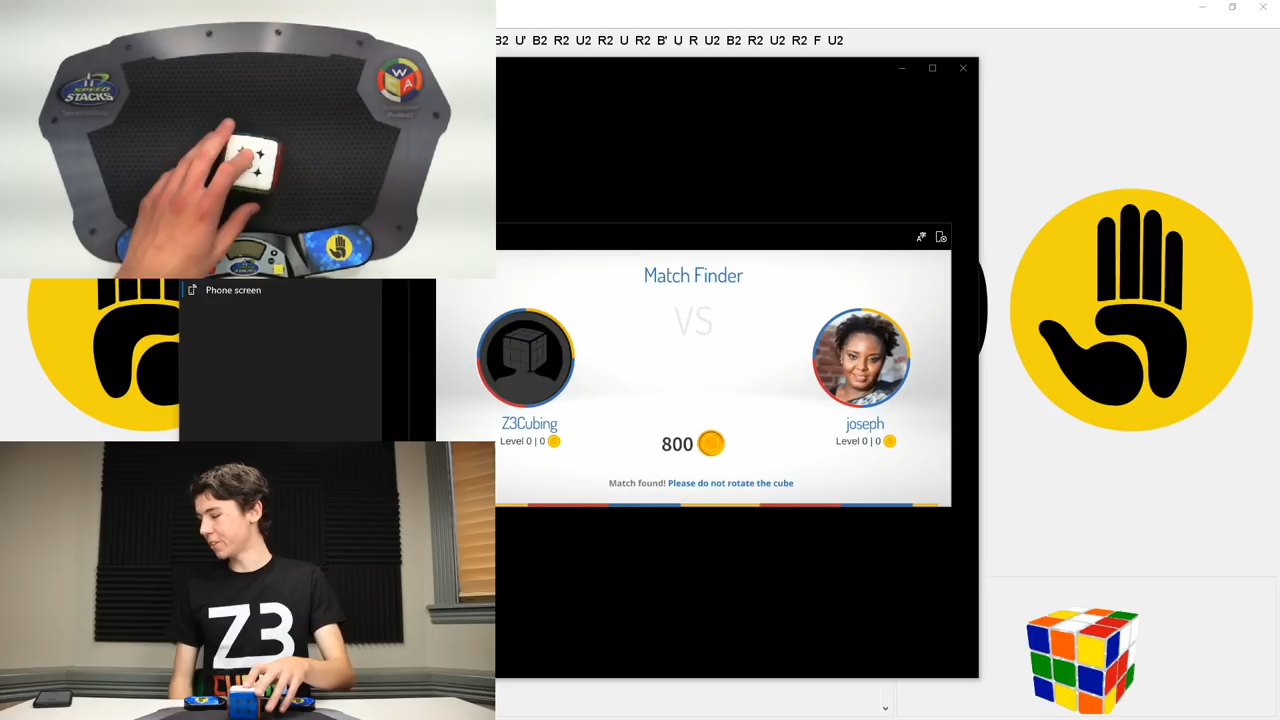 B2 U' B2 R2 U2 R2 U R2 B' U R U2 B2 R2 U2 R2 F U2
SPEED
STACKS
W
C A
Phone screen
Match Finder
VS
Z3Cubing
Level 0 | 0
800
joseph
Level 0 | 0
Match found! Please do not rotate the cube
Z3